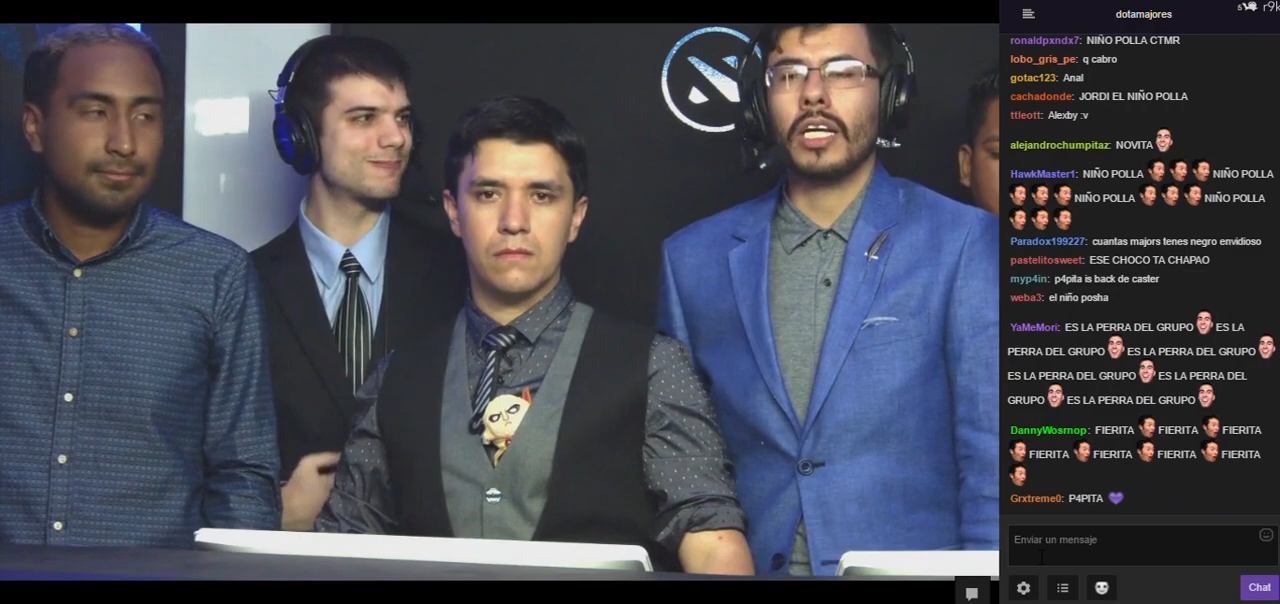 r9k
dotamajores
ronaldpxndx7: NIÑO POLLA CTMR
lobo_gris_pe: q cabro
gotac123: Anal
cachadonde: JORDI EL NIÑO POLLA
ttleott: Alexby :v
alejandrochumpitaz: NOVITA
HawkMaster1: NIÑO POLLA NIÑO POLLA
NIÑO POLLA NIÑO POLLA
Paradox199227: cuantas majors tenes negro envidioso
pastelitosweet: ESE CHOCO TA CHAPAO
myp4in: p4pita is back de caster
weba3: el niño posha
YaMeMori: ES LA PERRA DEL GRUPO ES LA
PERRA DEL GRUPO ES LA PERRA DEL GRUPO
ES LA PERRA DEL GRUPO ES LA PERRA DEL
GRUPO ES LA PERRA DEL GRUPO
DannyWosrnop: FIERITA FIERITA FIERITA
FIERITA FIERITA FIERITA FIERITA
Grxtreme0: P4PITA
Enviar un mensaje
Chat